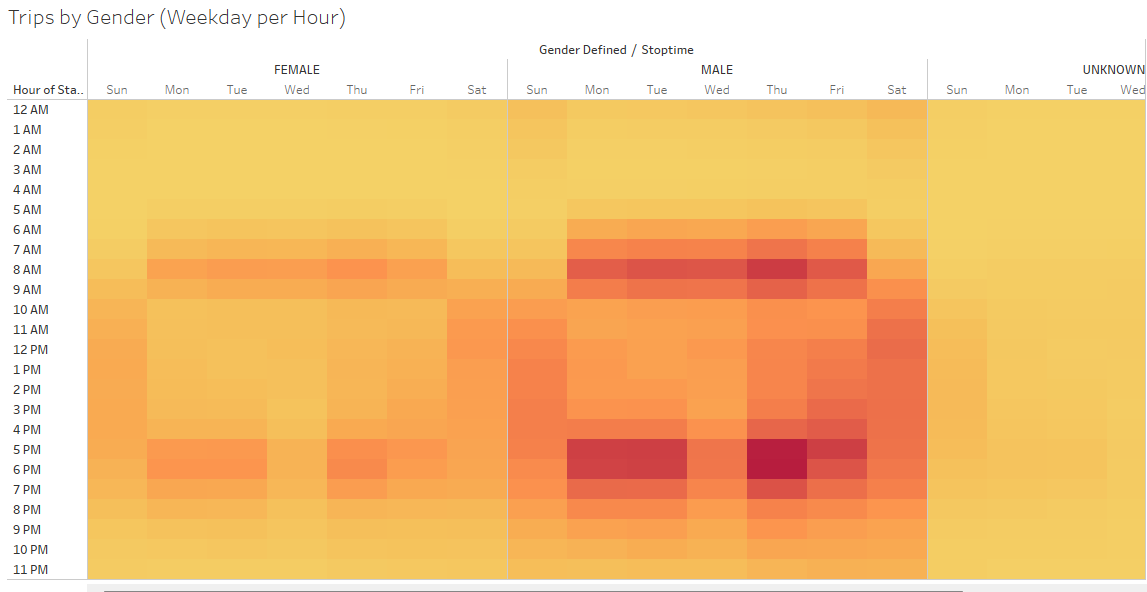 Trips by Gender (Weekday per Hour)
Gender Defined / Stoptime
FEMALE MALE UNKNOWN
Hour of Sta.. Sun Mon Tue Wed Thu Fri Sat Sun Mon Tue Wed Thu Fri Sat Sun Mon Tue Wed
12 AM
1 AM
2 AM
3 AM
4 AM
5 AM
6 AM
7 AM
8 AM
9 AM
10 AM
11 AM
12 PM
1 PM
2 PM
3 PM
4 PM
5 PM
6 PM
7 PM
8 PM
9 PM
10 PM
11 PM